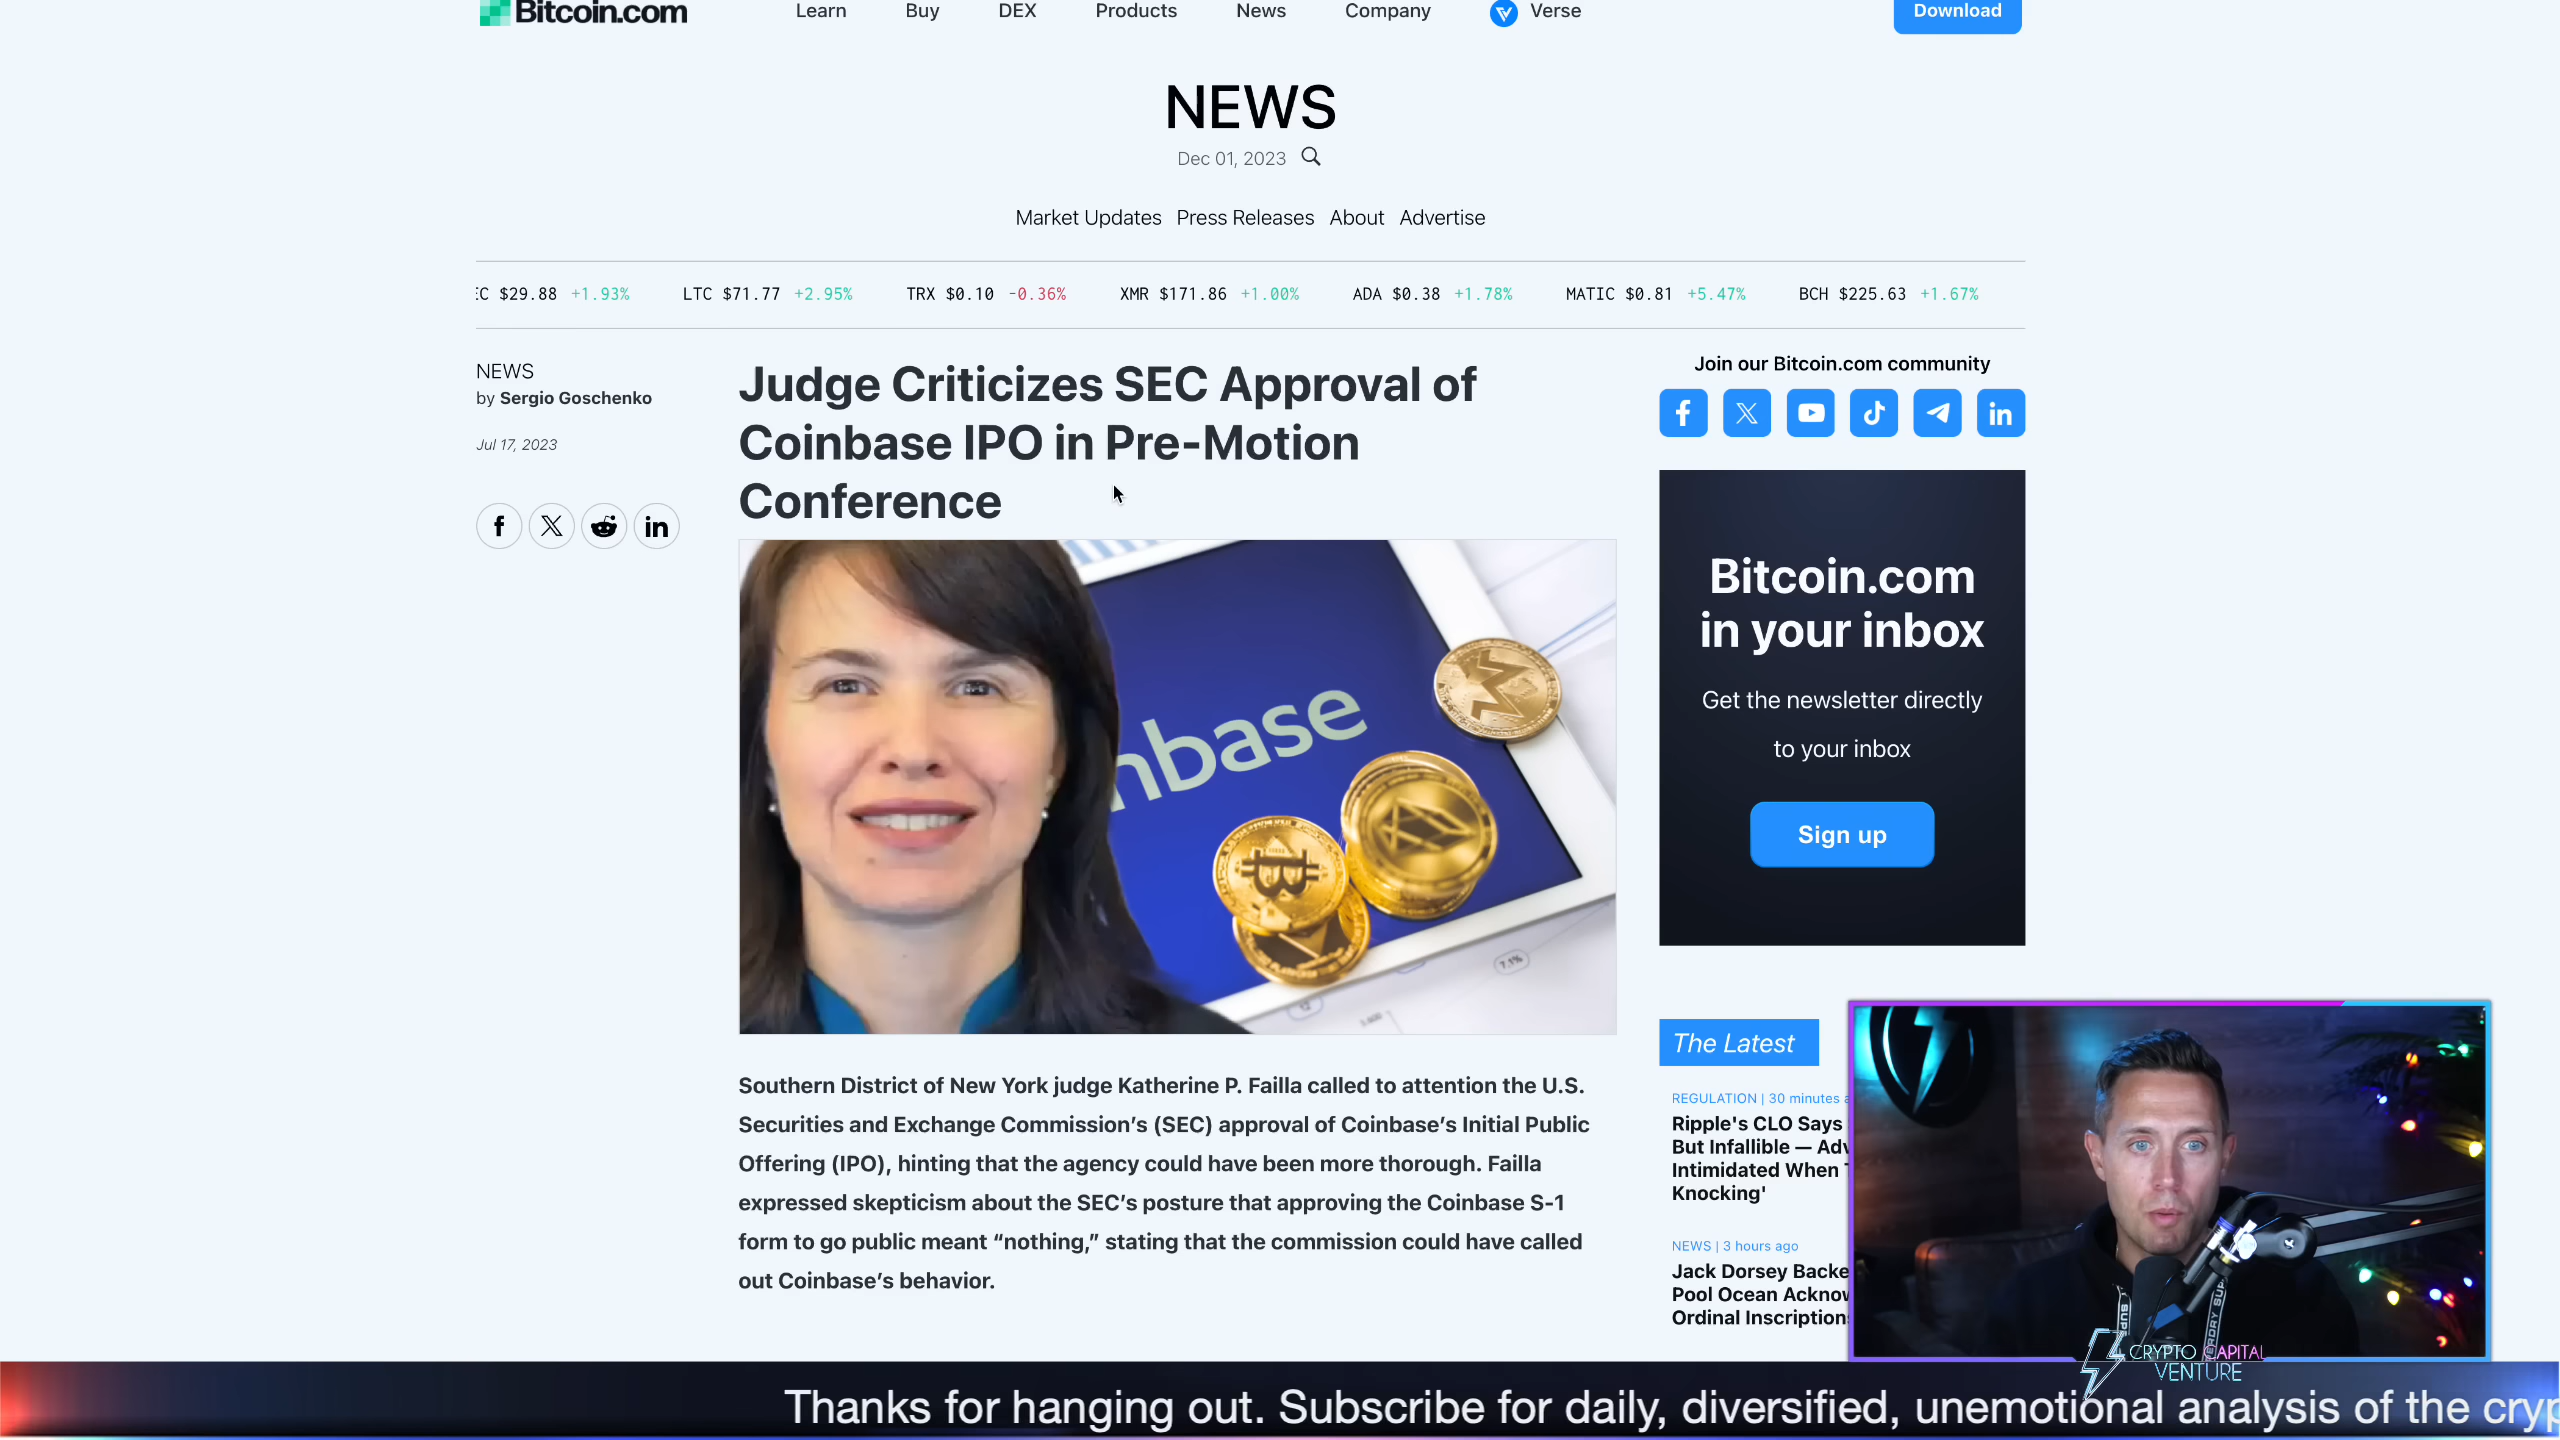 Bitcoin.com
Learn Buy DEX Products News Company Verse
Download
NEWS
Dec 01, 2023
Market Updates Press Releases About Advertise
EC $29.88 +1.93% LTC $71.77 +2.95% TRX $0.10 -0.36% XMR $171.86 +1.00% ADA $0.38 +1.78% MATIC $0.81 +5.47% BCH $225.63 +1.67%
NEWS
by Sergio Goschenko
Jul 17, 2023
Judge Criticizes SEC Approval of
Coinbase IPO in Pre-Motion
Conference
nbase
7.1%
Southern District of New York judge Katherine P. Failla called to attention the U.S.
Securities and Exchange Commission’s (SEC) approval of Coinbase’s Initial Public
Offering (IPO), hinting that the agency could have been more thorough. Failla
expressed skepticism about the SEC’s posture that approving the Coinbase S-1
form to go public meant “nothing,” stating that the commission could have called
out Coinbase’s behavior.
Join our Bitcoin.com community
Bitcoin.com
in your inbox
Get the newsletter directly
to your inbox
Sign up
The Latest
REGULATION | 30 minutes a
Ripple's CLO Says
But Infallible — Adv
Intimidated When
Knocking'
NEWS | 3 hours ago
Jack Dorsey Backe
Pool Ocean Acknow
Ordinal Inscription
CRYPTO CAPITAL
VENTURE
Thanks for hanging out. Subscribe for daily, diversified, unemotional analysis of the cryp